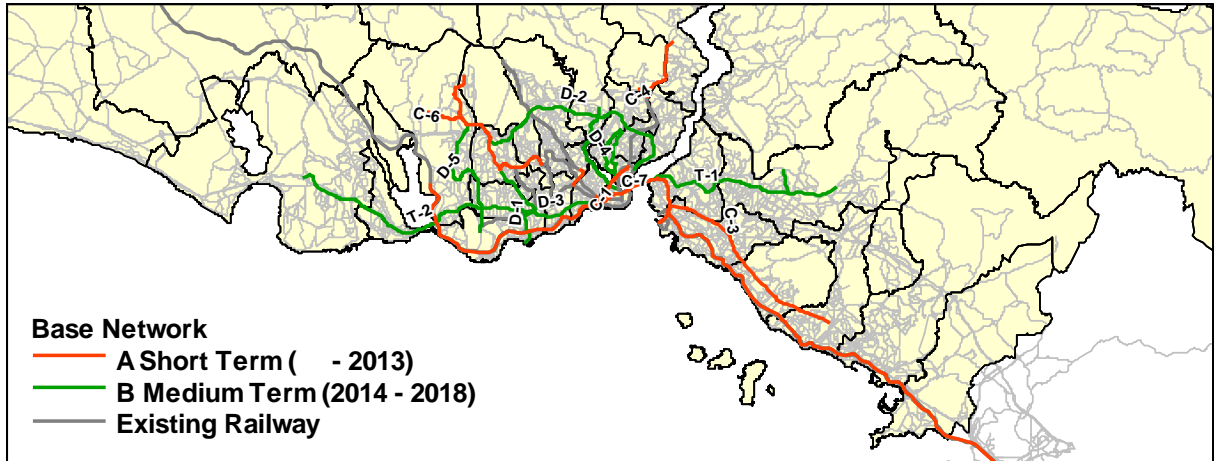 C-4
D-2
C-6
D-4
D-5
C-7
T-1
C-1
D-3
D-1
T-2
C-3
Base Network
A Short Term (     - 2013)
B Medium Term (2014 - 2018)
Existing Railway